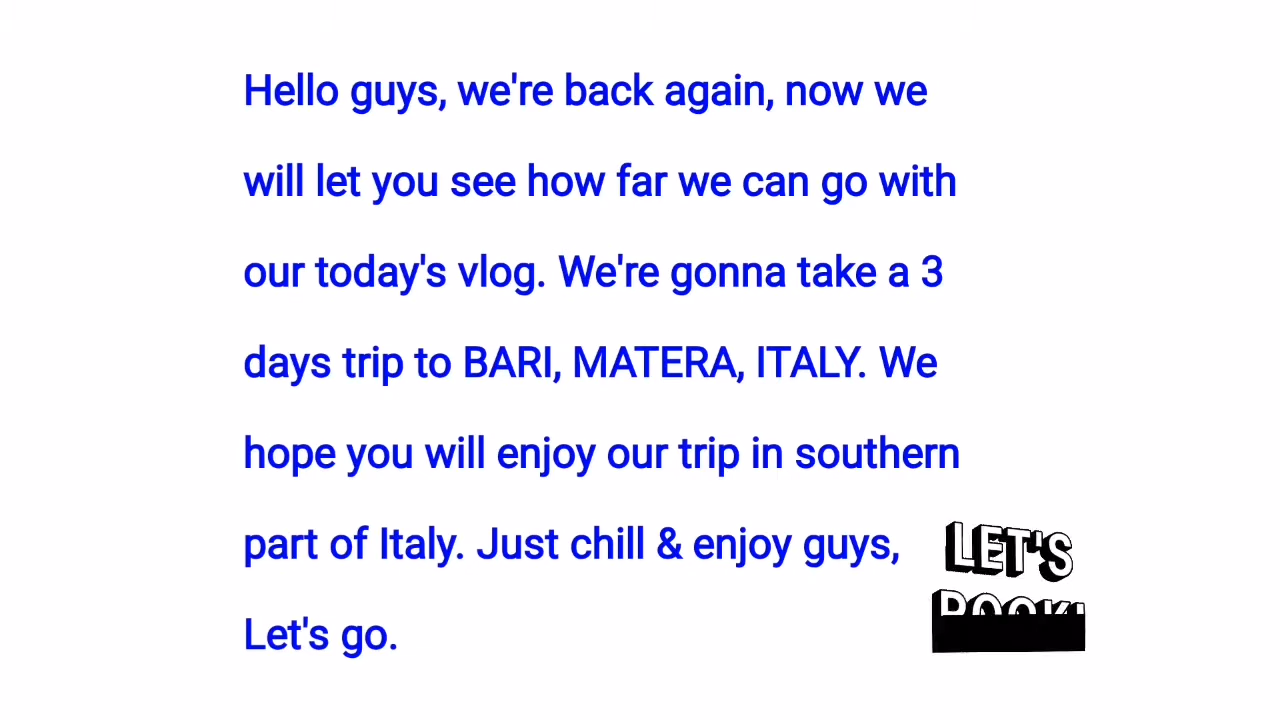 Hello guys, we're back again, now we
will let you see how far we can go with
our today's vlog. We're gonna take a 3
days trip to BARI, MATERA, ITALY. We
hope you will enjoy our trip in southern
part of Italy. Just chill & enjoy guys,
Let's go.
LET'S